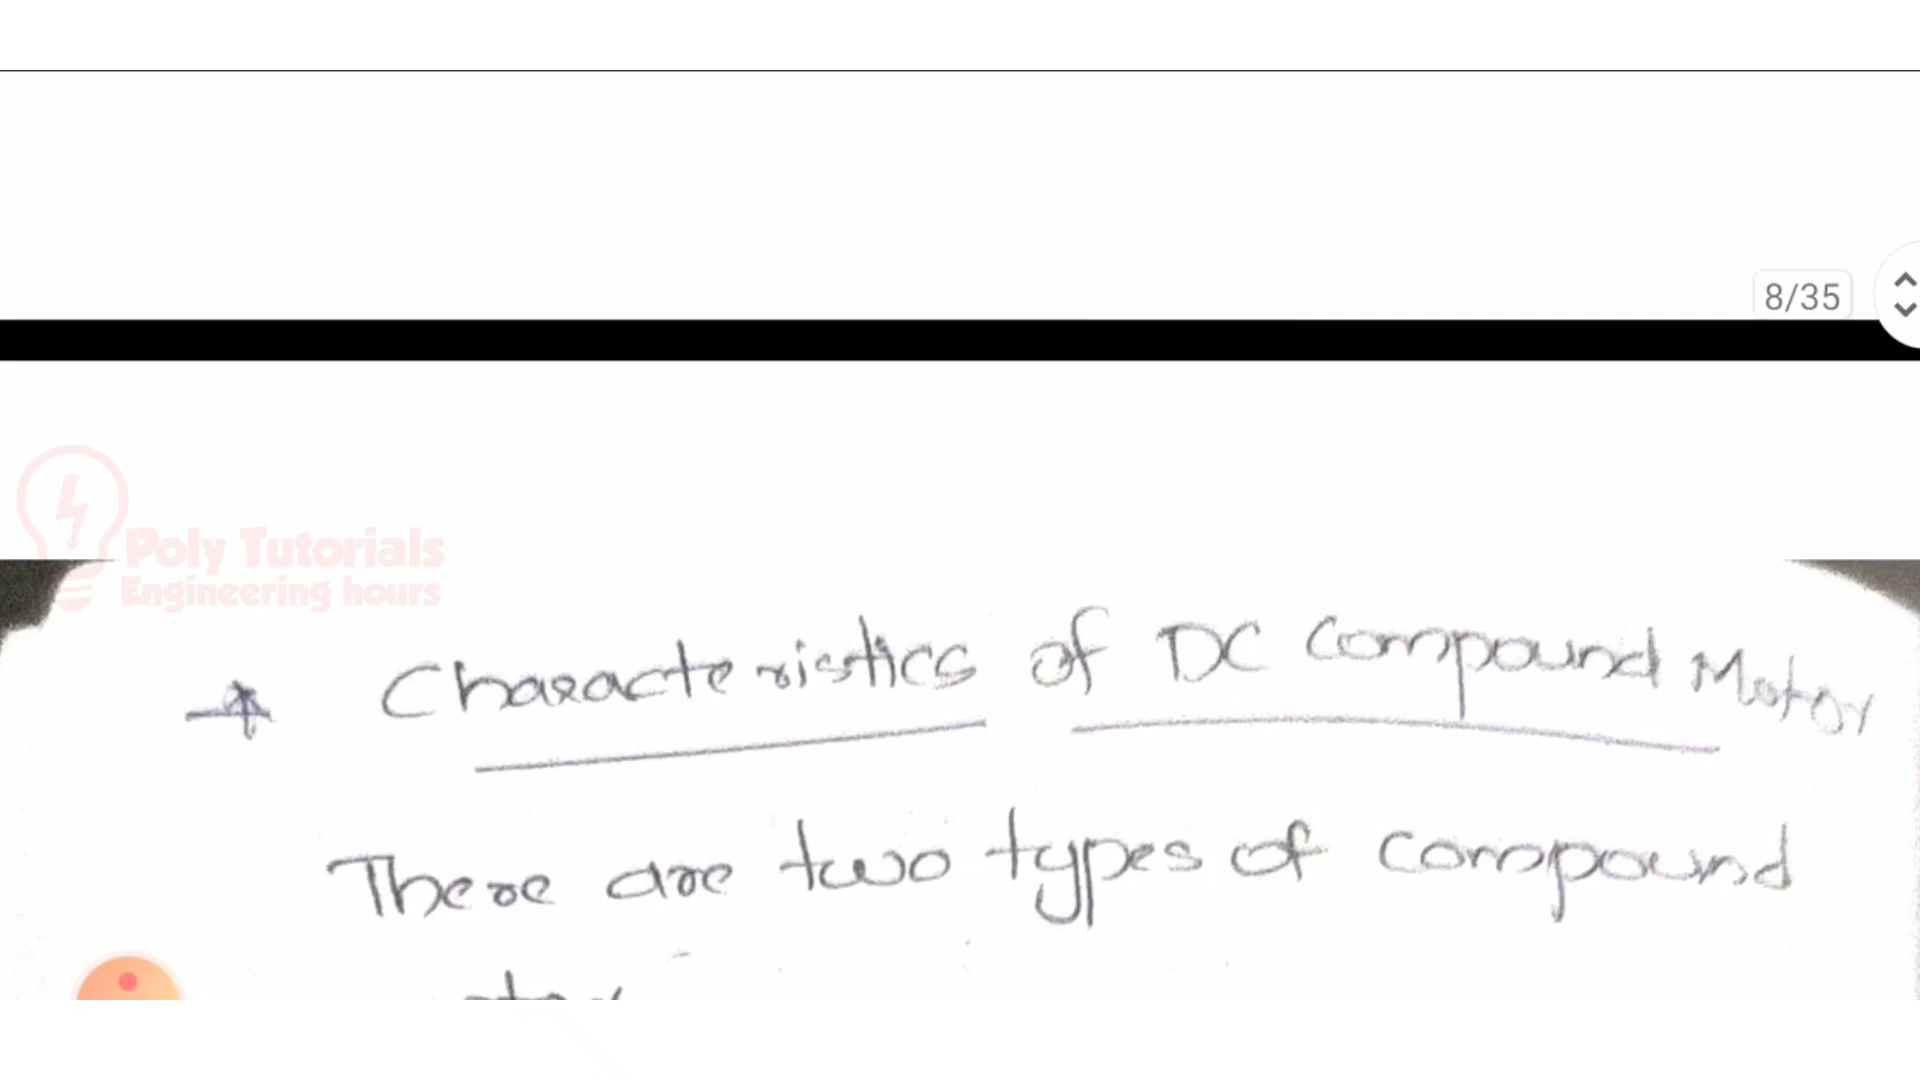 8/35
Poly Tutorials
Engineering hours
Characteristics of DC Compound Motor
There are two types of compound